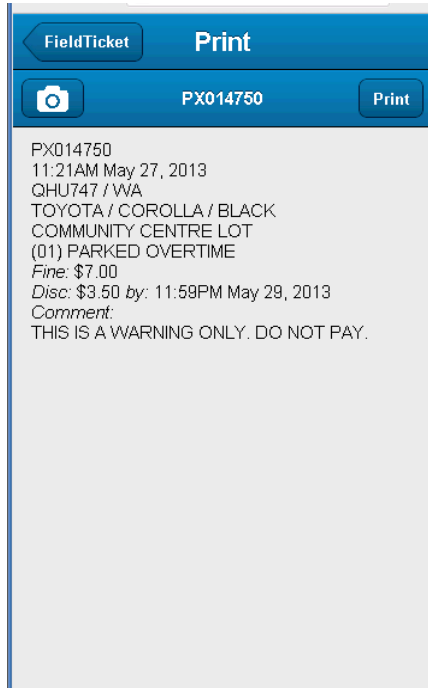 FieldTicket
Print
PX014750
Print
PX014750
11:21AM May 27, 2013
QHU747 / WA
TOYOTA / COROLLA / BLACK
COMMUNITY CENTRE LOT
(01) PARKED OVERTIME
Fine: $7.00
Disc: $3.50 by: 11:59PM May 29, 2013
Comment:
THIS IS A WARNING ONLY. DO NOT PAY.